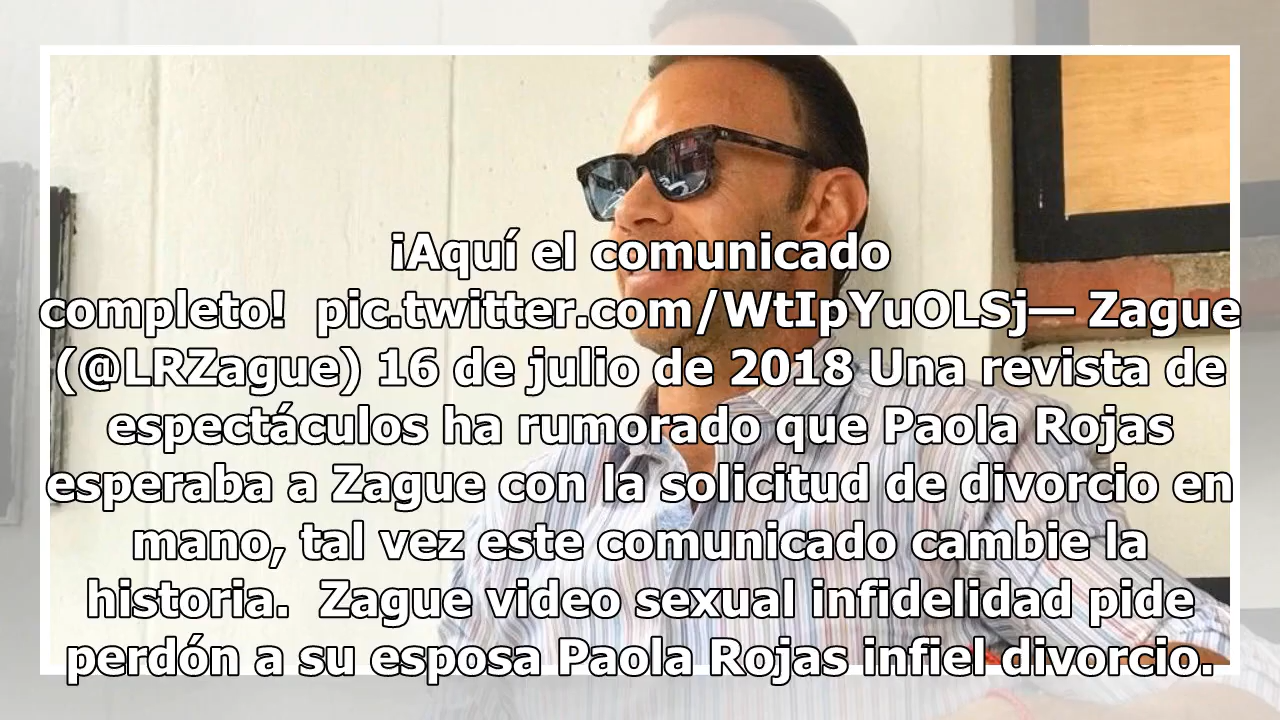 ¡Aquí el comunicado
completo!  pic.twitter.com/WtIpYuOLSj— Zague
(@LRZague) 16 de julio de 2018 Una revista de
espectáculos ha rumorado que Paola Rojas
esperaba a Zague con la solicitud de divorcio en
mano, tal vez este comunicado cambie la
historia.  Zague video sexual infidelidad pide
perdón a su esposa Paola Rojas infiel divorcio.